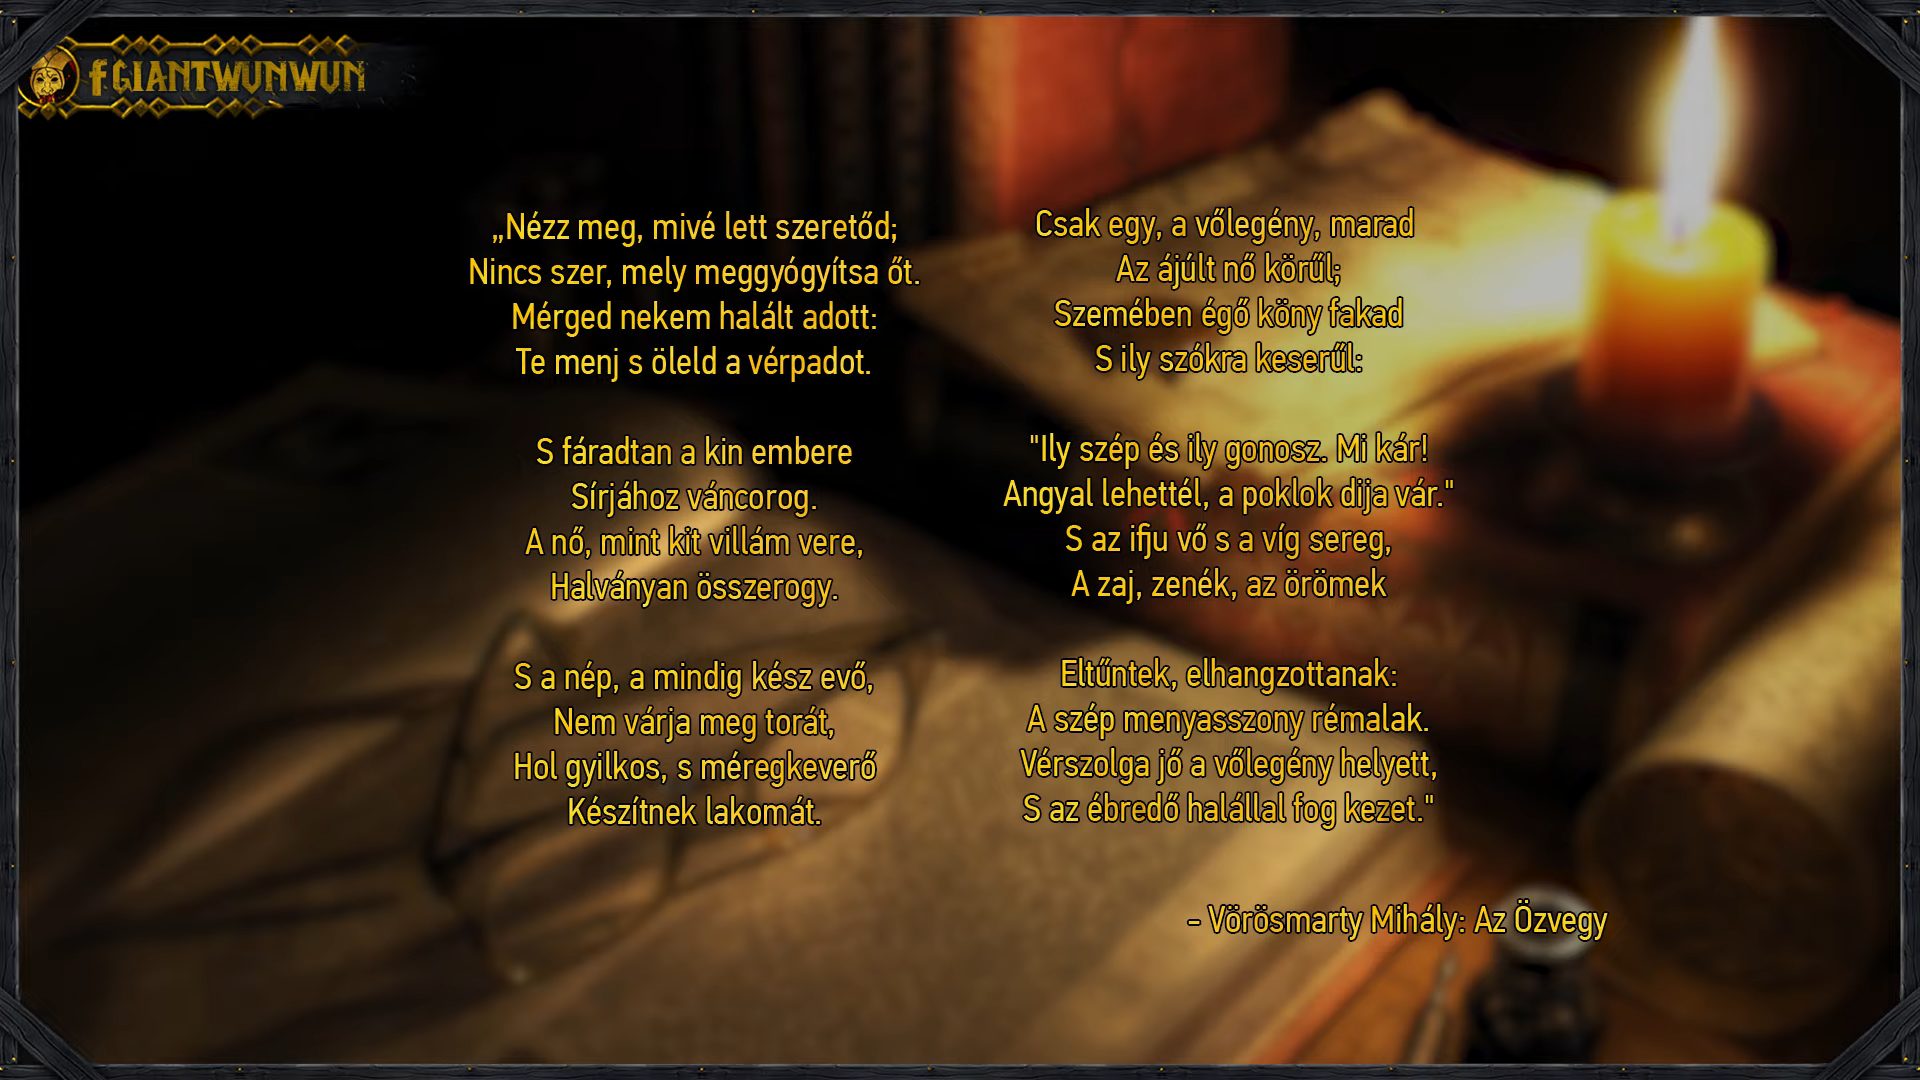 fGIANTWUNWUN
„Nézz meg, mivé lett szeretőd;
Nincs szer, mely meggyógyítsa őt.
Mérged nekem halált adott:
Te menj s öleld a vérpadot.
S fáradtan a kin embere
Sírjához váncorog.
A nő, mint kit villám vere,
Halványan összerogy.
S a nép, a mindig kész evő,
Nem várja meg torát,
Hol gyilkos, s méregkeverő
Készítnek lakomát.
Csak egy, a vőlegény, marad
Az ájúlt nő körűl;
Szemében égő köny fakad
S ily szókra keserűl:
"Ily szép és ily gonosz. Mi kár!
Angyal lehettél, a poklok dija vár."
S az ifju vő s a víg sereg,
A zaj, zenék, az örömek
Eltűntek, elhangzottanak:
A szép menyasszony rémalak.
Vérszolga jő a vőlegény helyett,
S az ébredő halállal fog kezet."
- Vörösmarty Mihály: Az Özvegy